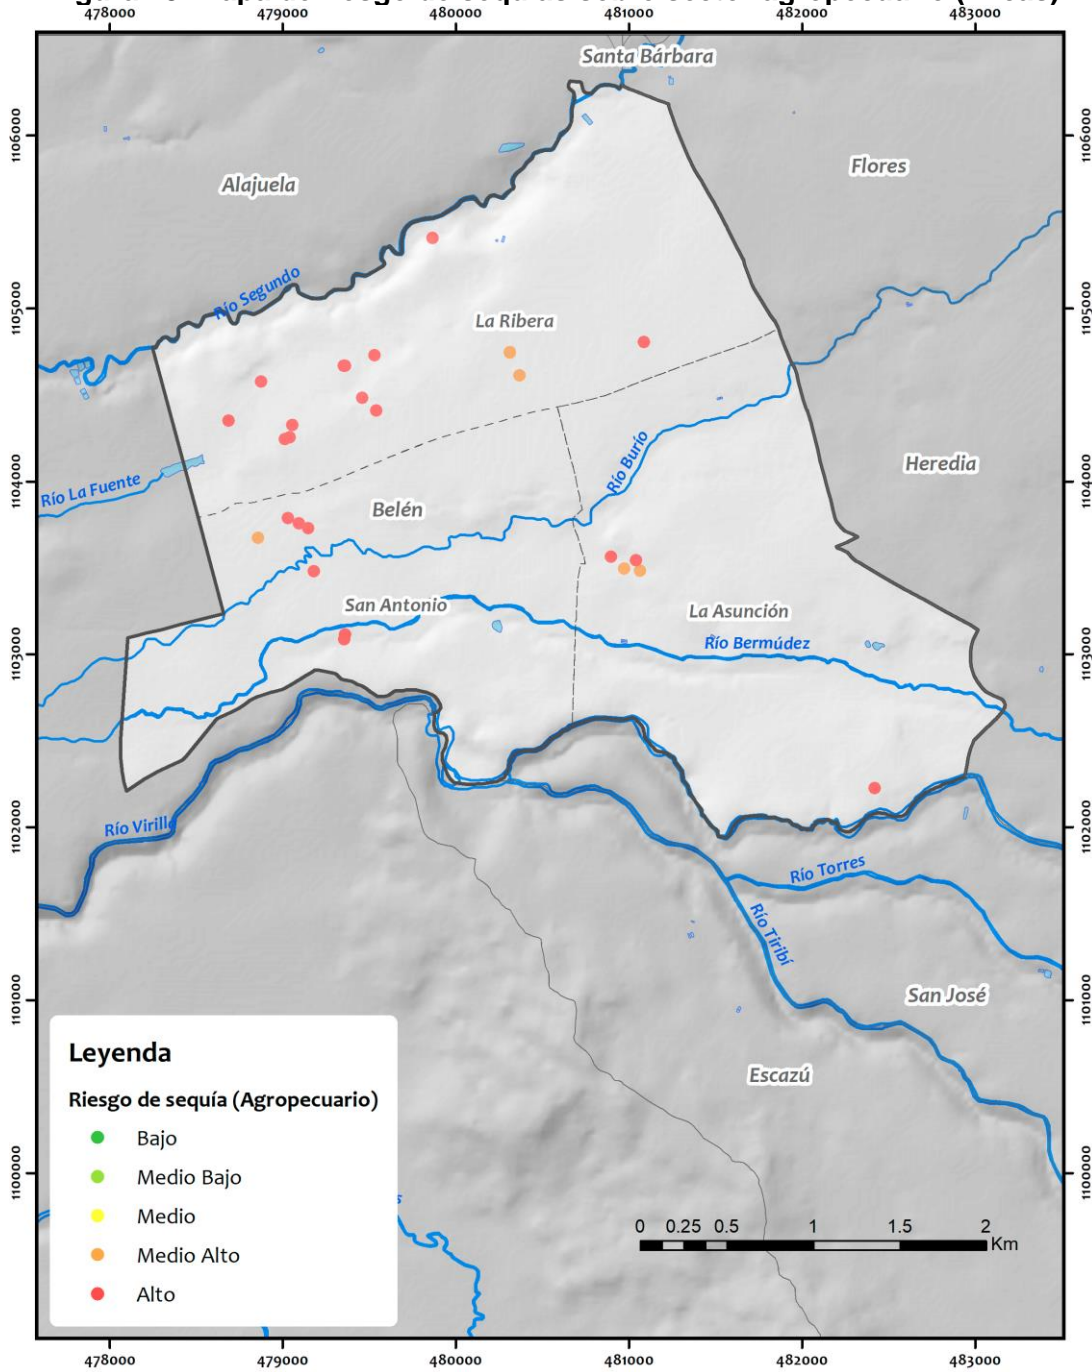 478000 479000 480000 481000 482000 483000
Santa Bárbara
1106000 1106000
Flores
Alajuela
Río Segundo
1105000 1105000
La Ribera
Río Burío
Heredia
Río La Fuente
1104000 1104000
Belén
San Antonio
La Asunción
Río Bermúdez
1103000 1103000
Río Virilla
1102000 1102000
Río Torres
Río Tiribí
San José
1101000 1101000
Escazú
Leyenda
Riesgo de sequía (Agropecuario)
Bajo
Medio Bajo
Medio
Medio Alto
Alto
1100000 1100000
0 0.25 0.5 1 1.5 2
Km
478000 479000 480000 481000 482000 483000